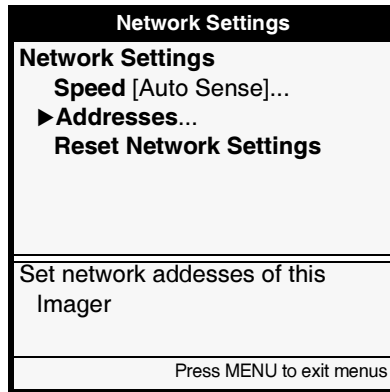 Network Settings
Network Settings
Speed [Auto Sense]...
▶Addresses...
Reset Network Settings
Set network addesses of this
Imager
Press MENU to exit menus